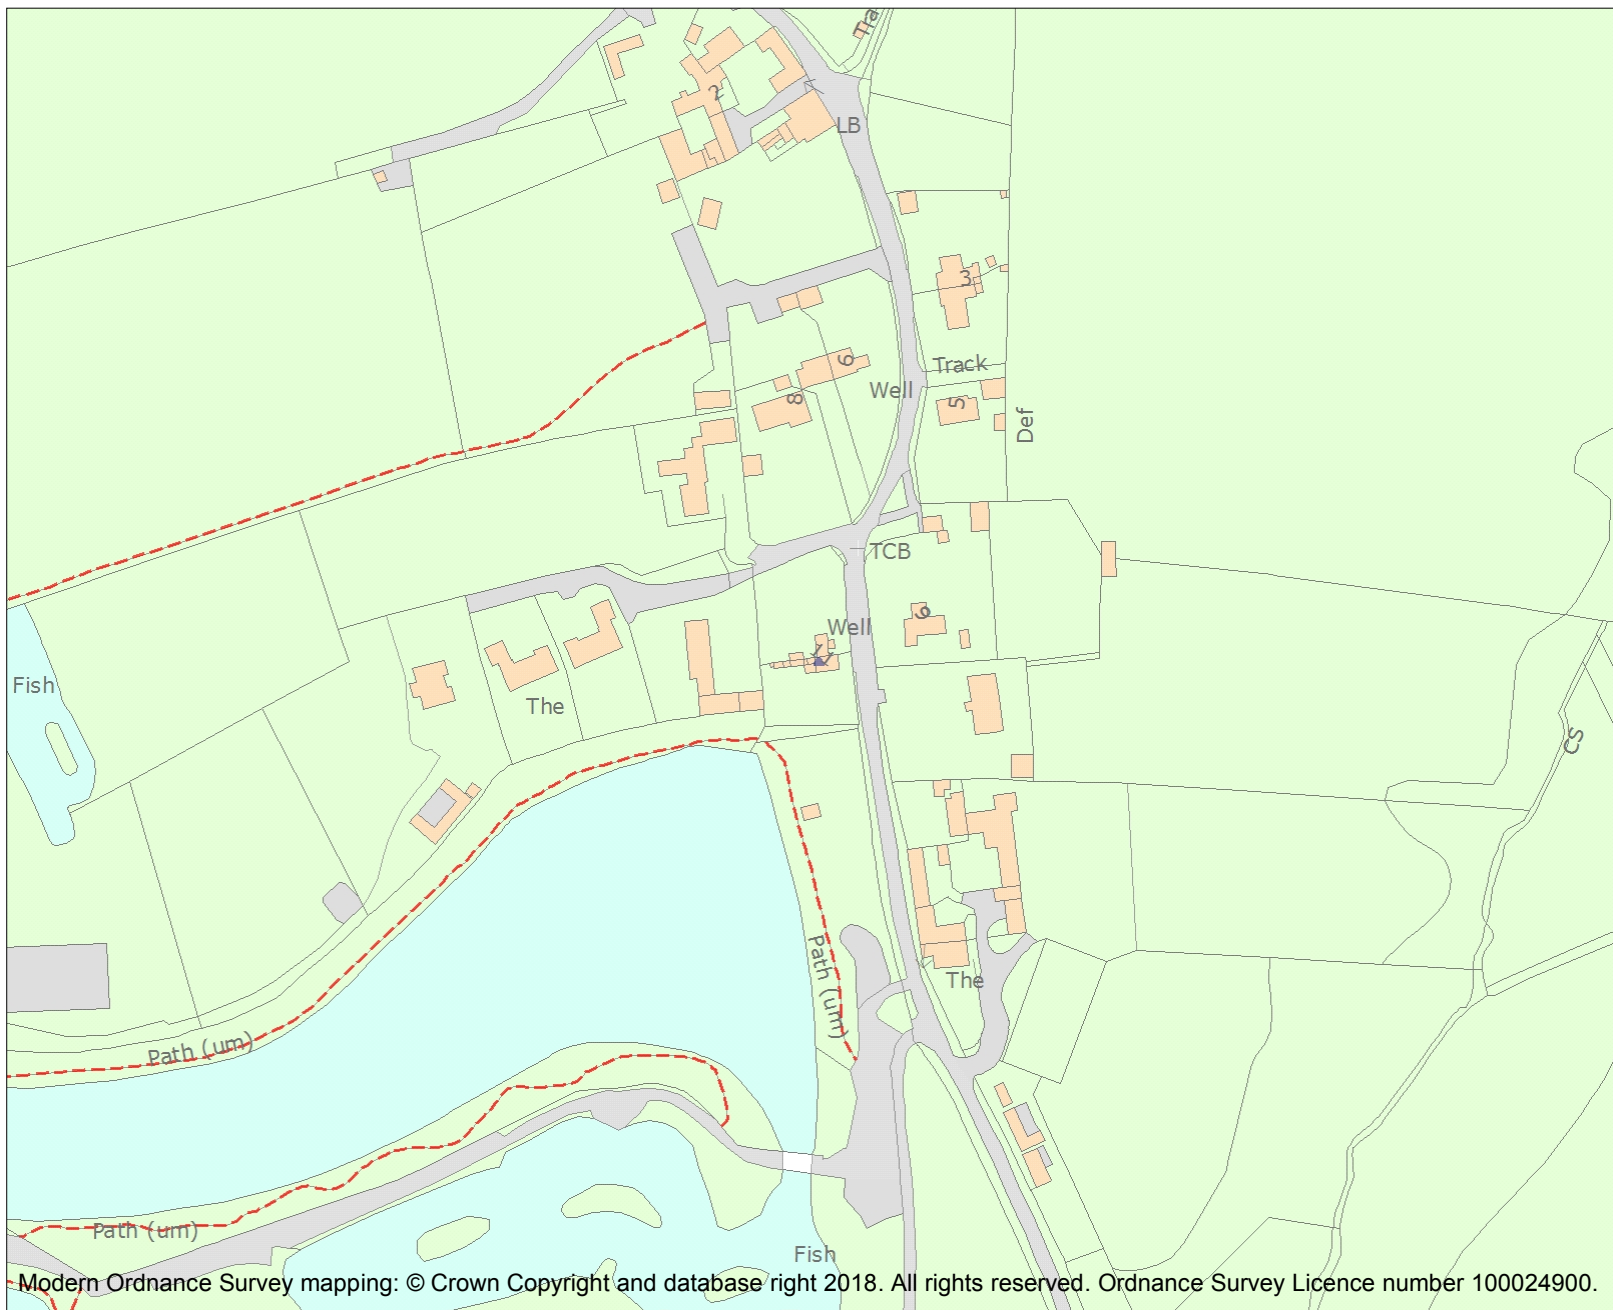 Tra
2
LB
3
Track
6
Well
8
5
Def
TCB
9
Well
11
Fish
The
CS
Path (um)
The
Path (um)
Path (um)
Fish
Modern Ordnance Survey mapping: © Crown Copyright and database right 2018. All rights reserved. Ordnance Survey Licence number 100024900.